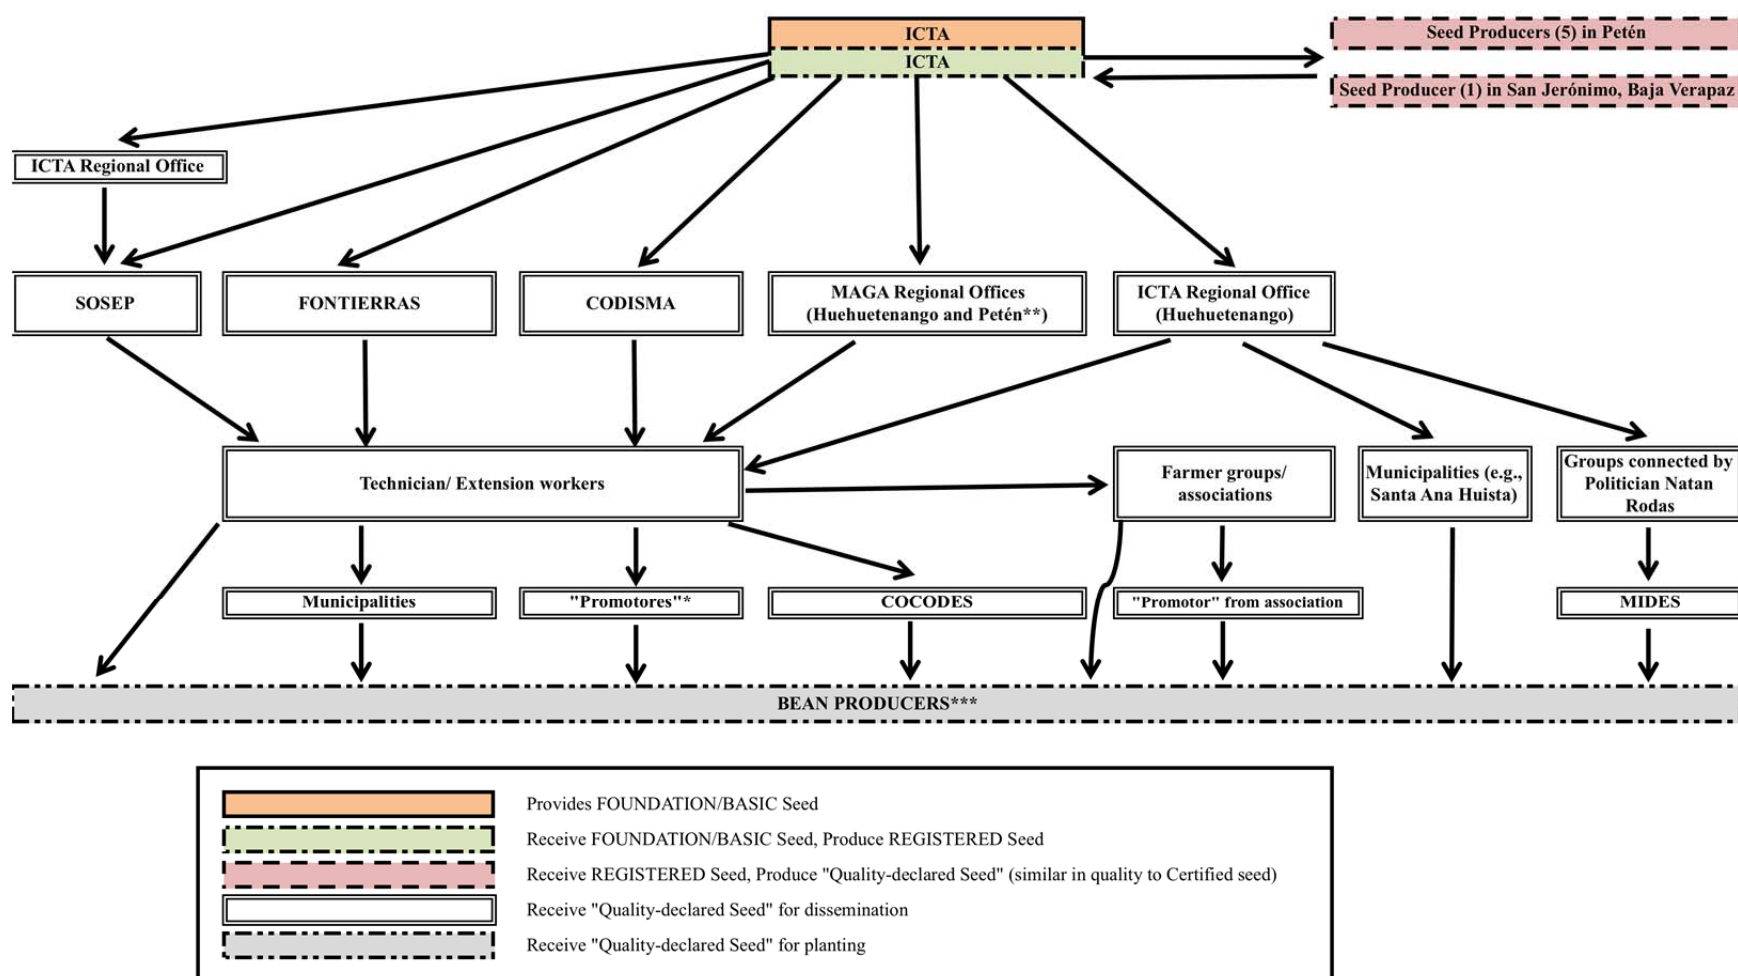 ICTA
ICTA
Seed Producers (5) in Petén
Seed Producer (1) in San Jerónimo, Baja Verapaz
ICTA Regional Office
SOSEP
FONTIERRAS
CODISMA
MAGA Regional Offices
(Huehuetenango and Petén**)
ICTA Regional Office
(Huehuetenango)
Technician/ Extension workers
Farmer groups/
associations
Municipalities (e.g.,
Santa Ana Huista)
Groups connected by
Politician Natan
Rodas
Municipalities
"Promotores"*
COCODES
"Promotor" from association
MIDES
BEAN PRODUCERS***
Provides FOUNDATION/BASIC Seed
Receive FOUNDATION/BASIC Seed, Produce REGISTERED Seed
Receive REGISTERED Seed, Produce "Quality-declared Seed" (similar in quality to Certified seed)
Receive "Quality-declared Seed" for dissemination
Receive "Quality-declared Seed" for planting